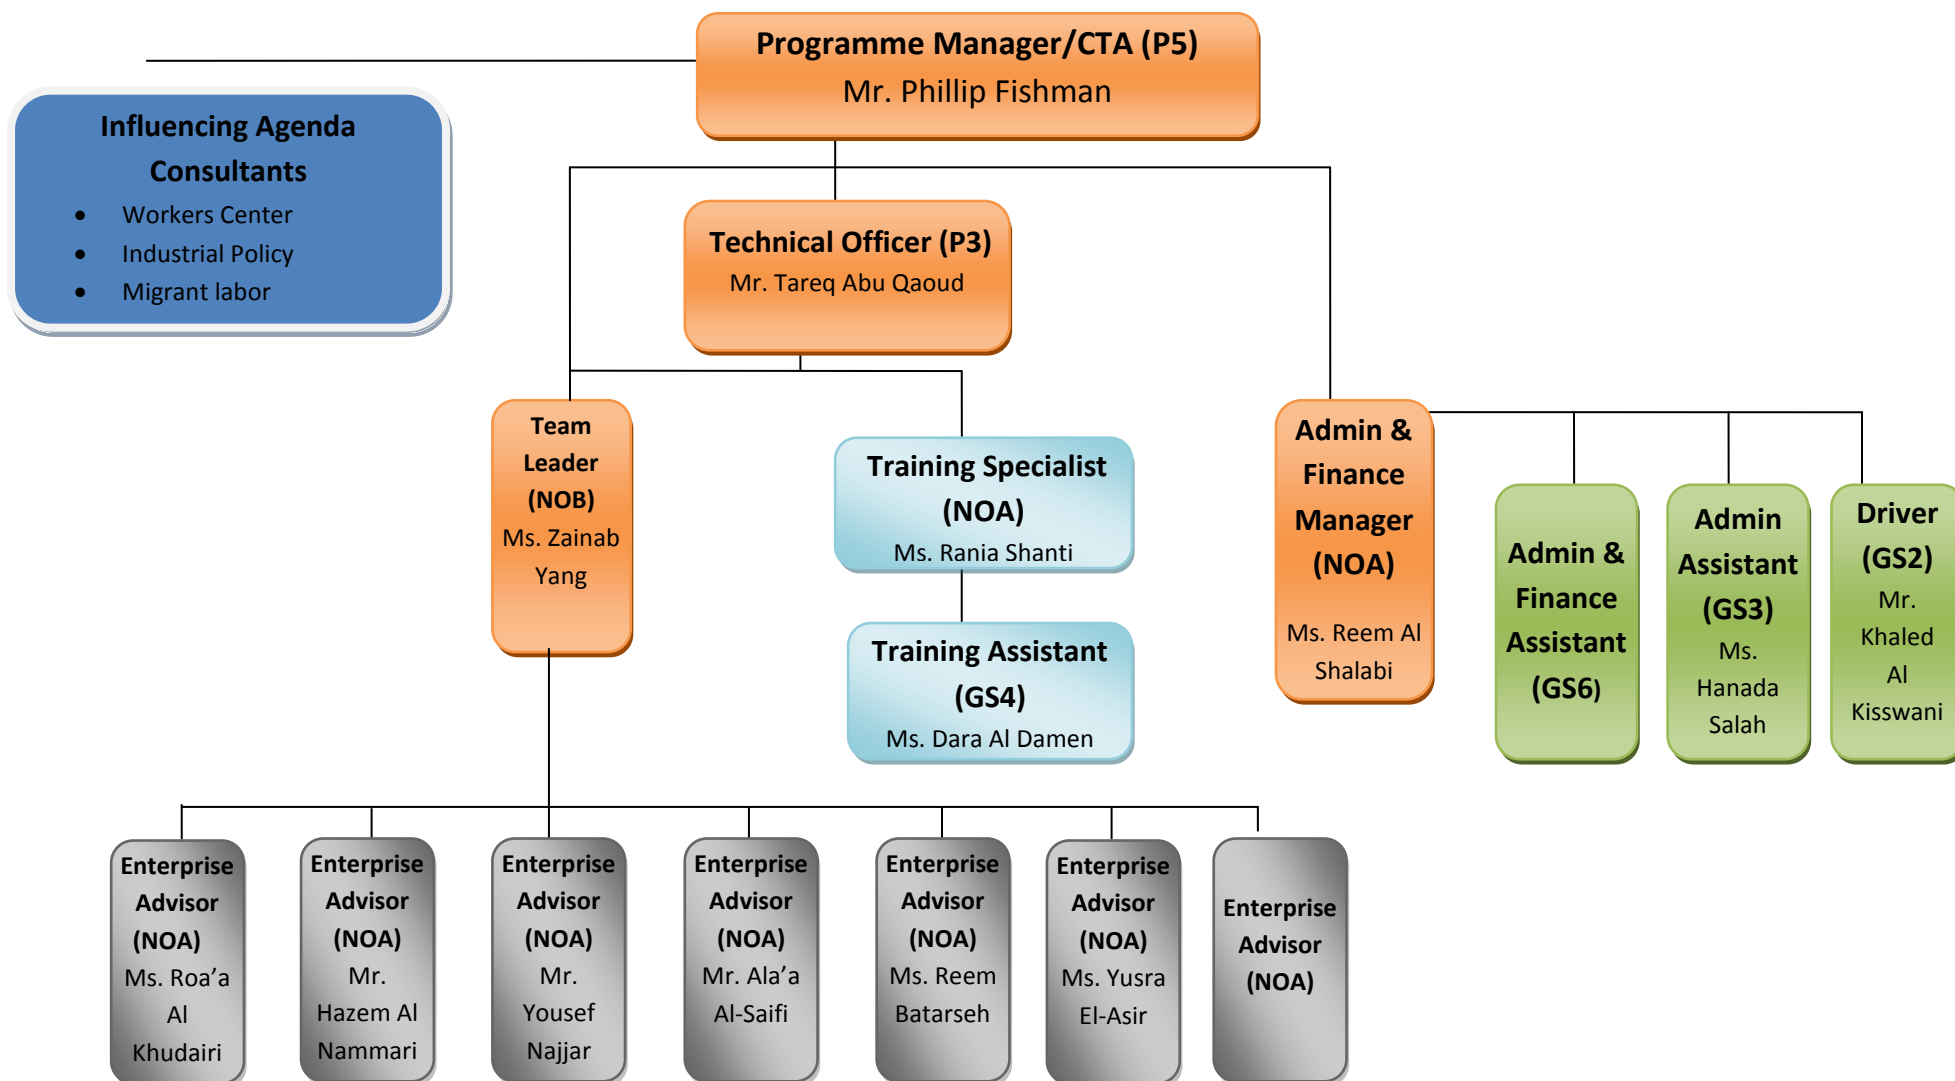 Programme Manager/CTA (P5)
Mr. Phillip Fishman
Influencing Agenda
Consultants
• Workers Center
• Industrial Policy
• Migrant labor
Technical Officer (P3)
Mr. Tareq Abu Qaoud
Team
Leader
(NOB)
Ms. Zainab
Yang
Training Specialist
(NOA)
Ms. Rania Shanti
Training Assistant
(GS4)
Ms. Dara Al Damen
Admin &
Finance
Manager
(NOA)
Ms. Reem Al
Shalabi
Admin &
Finance
Assistant
(GS6)
Admin
Assistant
(GS3)
Ms.
Hanada
Salah
Driver
(GS2)
Mr.
Khaled
Al
Kisswani
Enterprise
Advisor
(NOA)
Ms. Roa’a
Al
Khudairi
Enterprise
Advisor
(NOA)
Mr.
Hazem Al
Nammari
Enterprise
Advisor
(NOA)
Mr.
Yousef
Najjar
Enterprise
Advisor
(NOA)
Mr. Ala’a
Al-Saifi
Enterprise
Advisor
(NOA)
Ms. Reem
Batarseh
Enterprise
Advisor
(NOA)
Ms. Yusra
El-Asir
Enterprise
Advisor
(NOA)